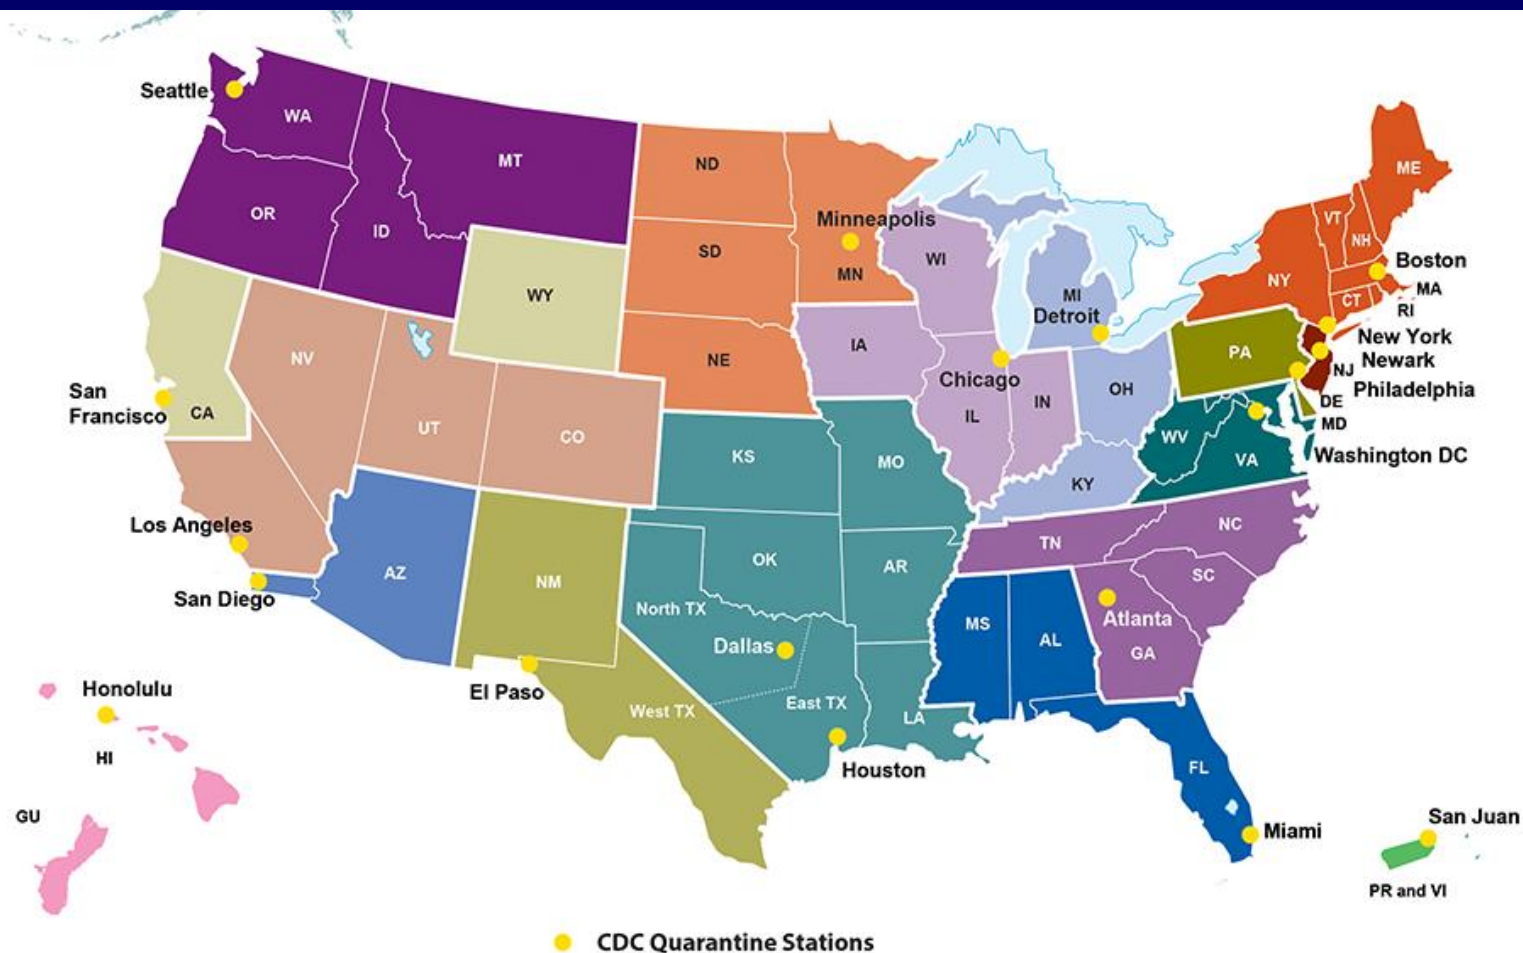 Seattle
WA
MT
OR
ID
ND
SD
NE
Minneapolis
MN
WI
IA
MI
Detroit
Chicago
IL
IN
OH
KY
ME
VT
NH
NY
Boston
MA
CT
RI
New York
Newark
NJ
Philadelphia
PA
DE
MD
Washington DC
WV
VA
WY
San
Francisco
CA
NV
UT
CO
KS
MO
Los Angeles
San Diego
AZ
NM
OK
AR
TN
NC
SC
North TX
Dallas
East TX
West TX
El Paso
LA
Houston
MS
AL
Atlanta
GA
FL
Miami
Honolulu
HI
GU
San Juan
PR and VI
CDC Quarantine Stations